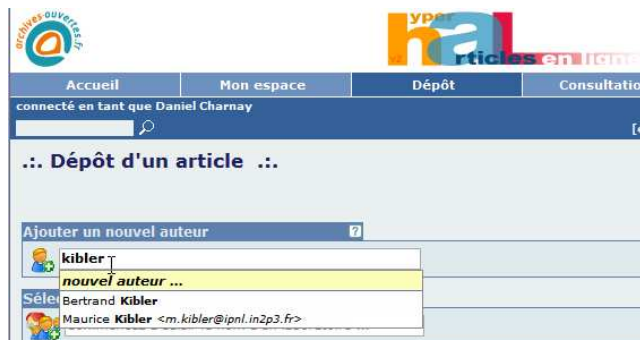 archives-ouvertes.fr
yper
rticles en ligne
Accueil Mon espace Dépôt Consultatio
connecté en tant que Daniel Charnay
.:. Dépôt d'un article .:.
Ajouter un nouvel auteur ?
kibler
nouvel auteur ...
Séle
Bertrand Kibler
Maurice Kibler <m.kibler@ipnl.in2p3.fr>